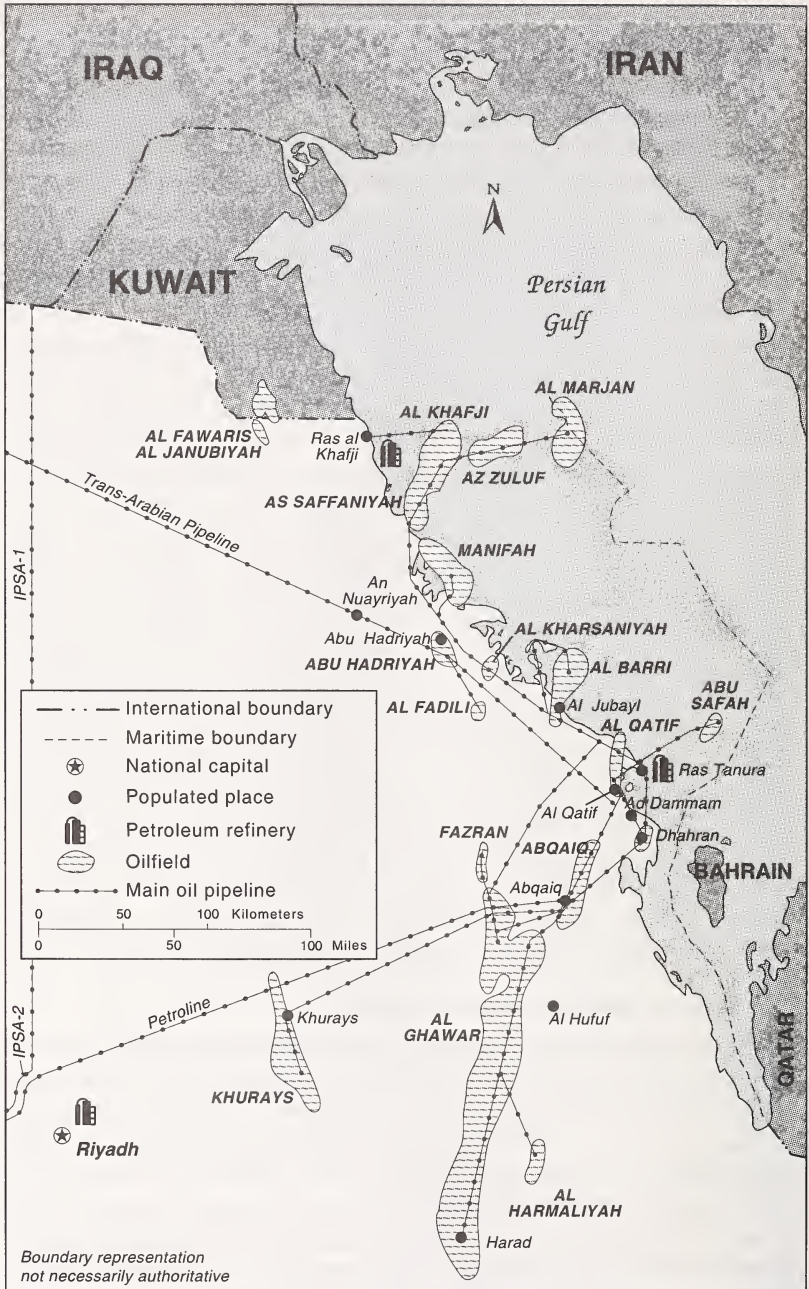 IRAQ
IRAN
N
KUWAIT
Persian
Gulf
AL MARJAN
AL KHAFJI
AL FAWARIS
AL JANUBIYAH
Ras al
Khafji
AZ ZULUF
AS SAFFANIYAH
Trans-Arabian Pipeline
IPSA-1
MANIFAH
An
Nuayriyah
Abu Hadriyah
ABU HADRIYAH
AL KHARSANIYAH
AL BARRI
ABU
SAFAH
AL FADILI
Al Jubayl
AL QATIF
Ras Tanura
Al Qatif
Ad Dammam
Dhahran
FAZRAN
ABQAIQ
Abqaiq
BAHRAIN
International boundary
Maritime boundary
National capital
Populated place
Petroleum refinery
Oilfield
Main oil pipeline
0 50 100 Kilometers
0 50 100 Miles
Petroline
Khurays
AL
GHAWAR
Al Hufuf
QATAR
IPSA-2
KHURAYS
Riyadh
AL
HARMALIYAH
Harad
Boundary representation
not necessarily authoritative